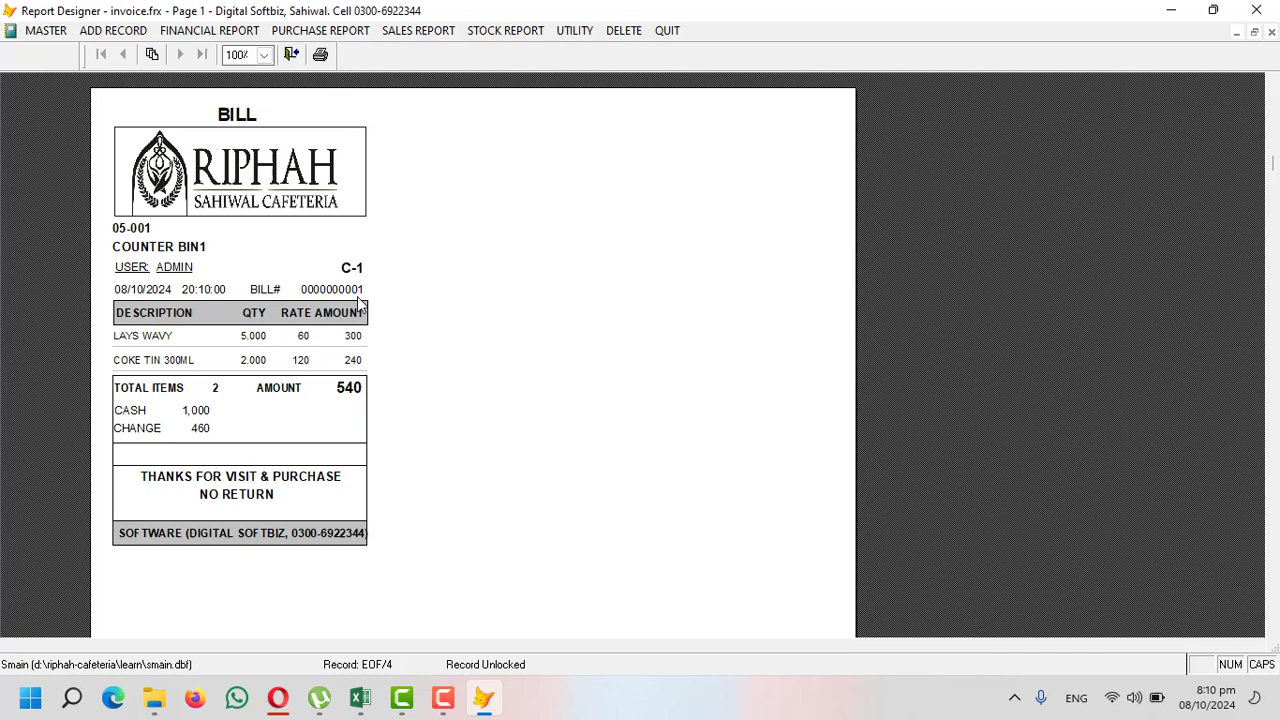 Report Designer - invoice.frx - Page 1 - Digital Softbiz, Sahiwal. Cell 0300-6922344
MASTER ADD RECORD FINANCIAL REPORT PURCHASE REPORT SALES REPORT STOCK REPORT UTILITY DELETE QUIT
100%
BILL
RIPHAH
SAHIWAL CAFETERIA
05-001
COUNTER BIN1
USER: ADMIN C-1
08/10/2024 20:10:00 BILL# 0000000001
DESCRIPTION QTY RATE AMOUNT
LAYS WAVY 5.000 60 300
COKE TIN 300ML 2.000 120 240
TOTAL ITEMS 2 AMOUNT 540
CASH 1,000
CHANGE 460
THANKS FOR VISIT & PURCHASE
NO RETURN
SOFTWARE (DIGITAL SOFTBIZ, 0300-6922344)
Smain (d:\riphah-cafeteria\learn\smain.dbf) Record: EOF/4 Record Unlocked NUM CAPS
ENG 8:10 pm
08/10/2024